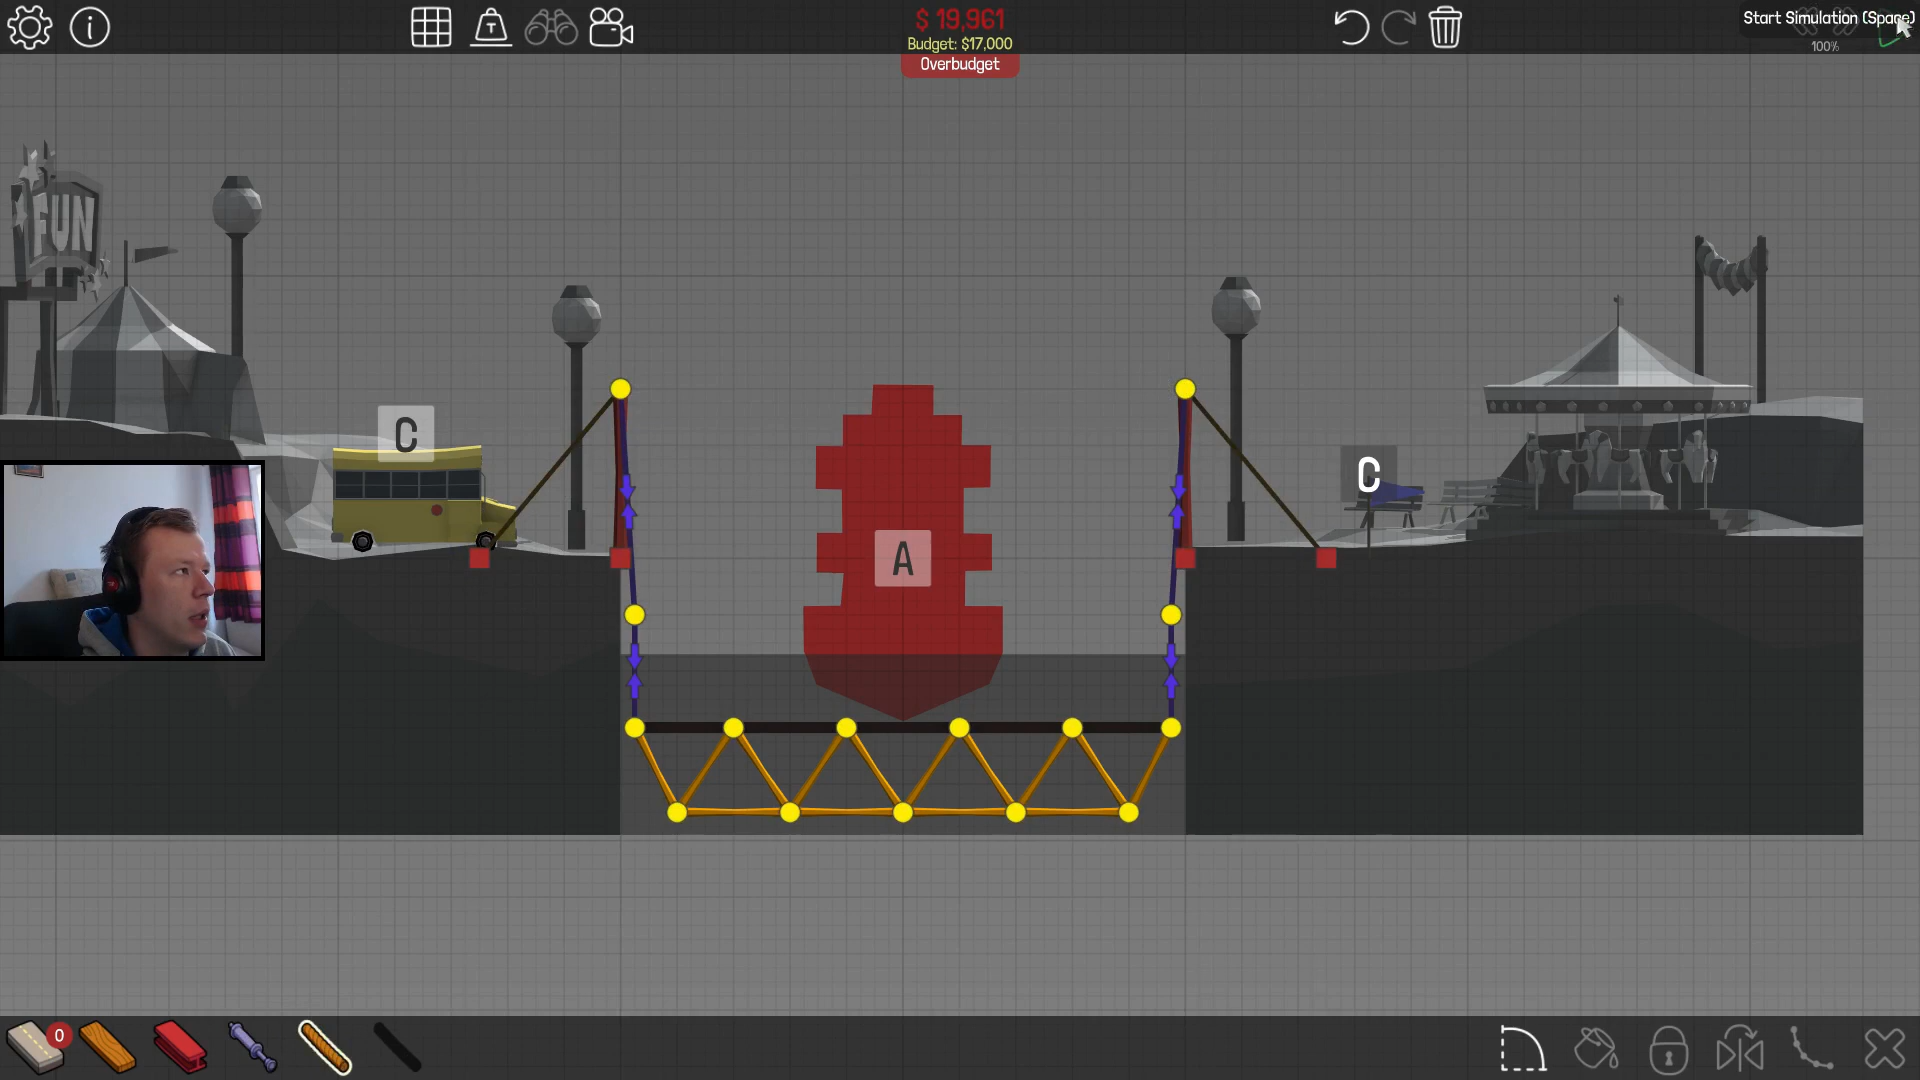 $ 19,961
Budget: $17,000
Overbudget
Start Simulation (Space)
100%
T
FUN
C
C
A
0